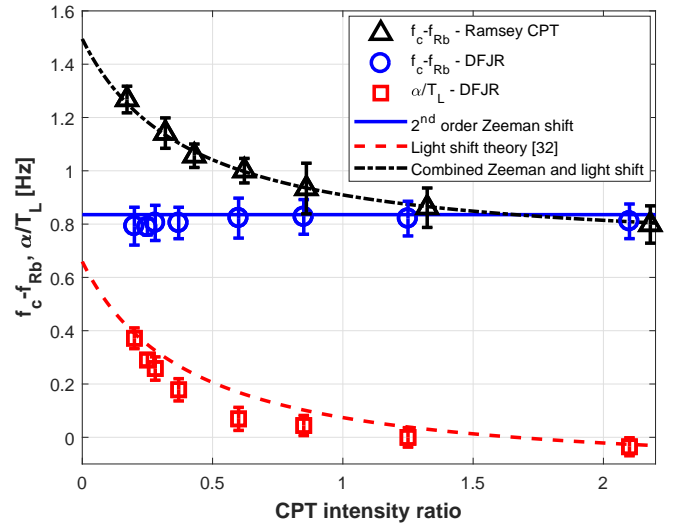 f_c-f_Rb - Ramsey CPT
f_c-f_Rb - DFJR
α/T_L - DFJR
2^nd order Zeeman shift
Light shift theory [32]
Combined Zeeman and light shift
1.6
1.4
1.2
1
0.8
0.6
0.4
0.2
0
f_c-f_Rb, α/T_L [Hz]
0 0.5 1 1.5 2
CPT intensity ratio